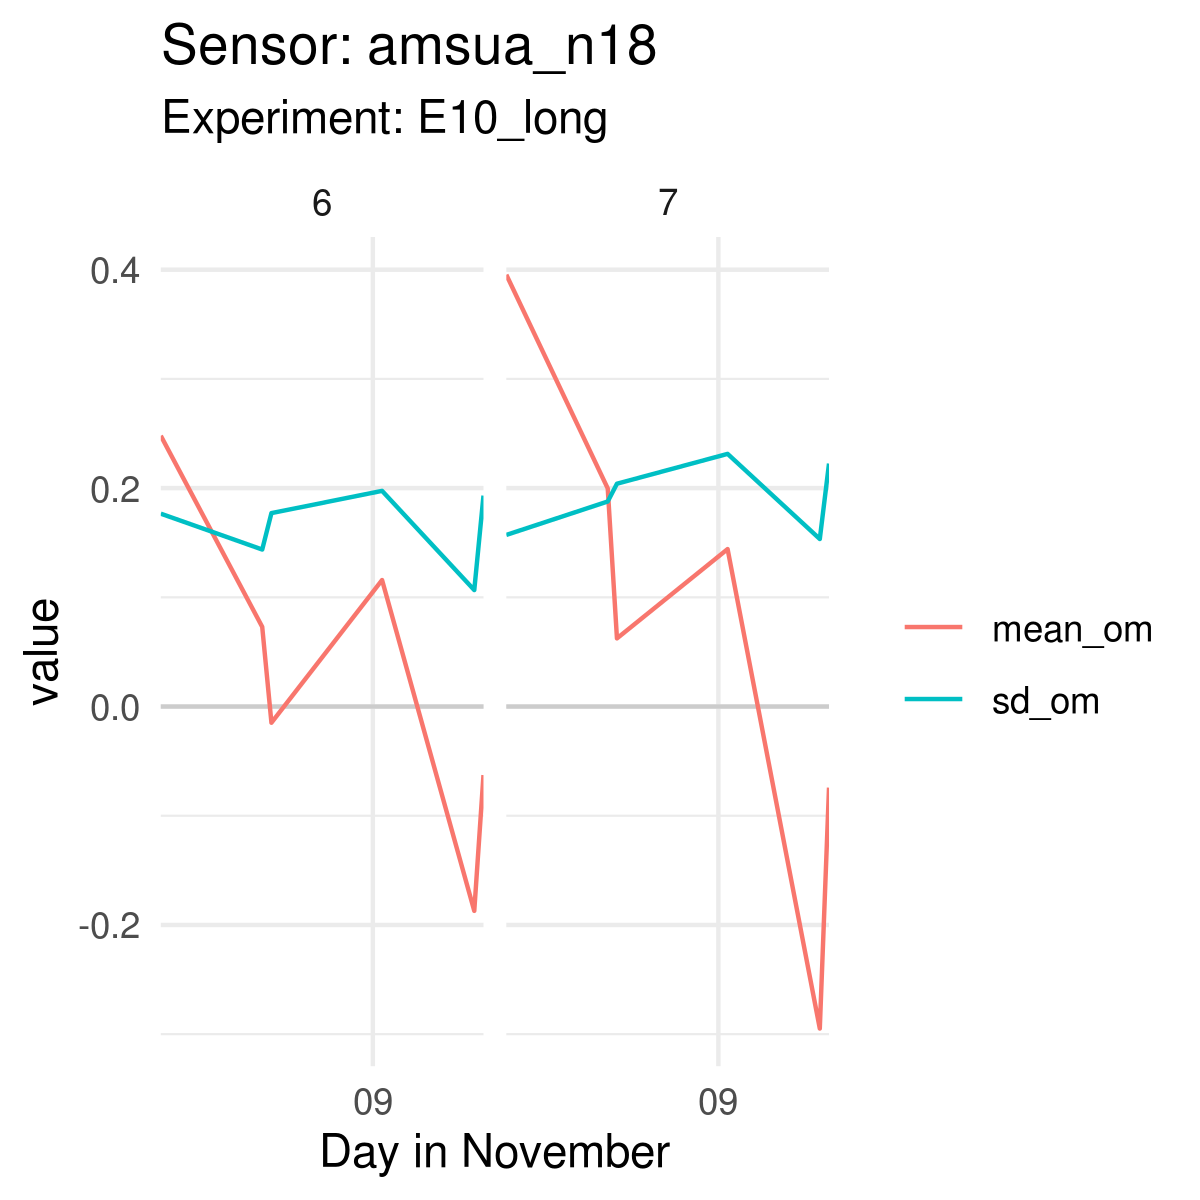 Sensor: amsua_n18
Experiment: E10_long
6
7
0.4
0.2
0.0
-0.2
value
mean_om
sd_om
09
09
Day in November